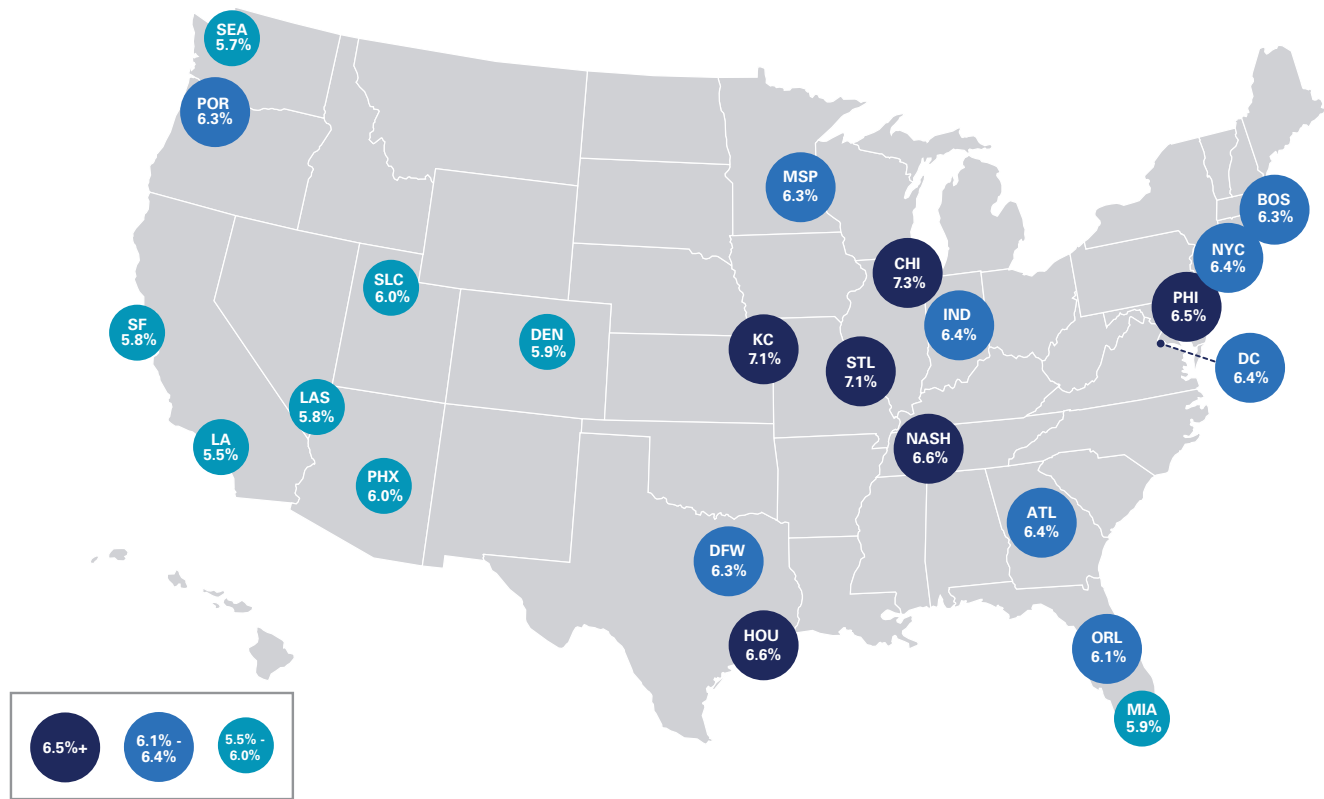 SEA
5.7%
POR
6.3%
MSP
6.3%
BOS
6.3%
NYC
6.4%
CHI
7.3%
SLC
6.0%
PHI
6.5%
IND
6.4%
SF
5.8%
DEN
5.9%
KC
7.1%
STL
7.1%
DC
6.4%
LAS
5.8%
LA
5.5%
NASH
6.6%
PHX
6.0%
ATL
6.4%
DFW
6.3%
HOU
6.6%
ORL
6.1%
MIA
5.9%
6.5%+
6.1% -
6.4%
5.5% -
6.0%